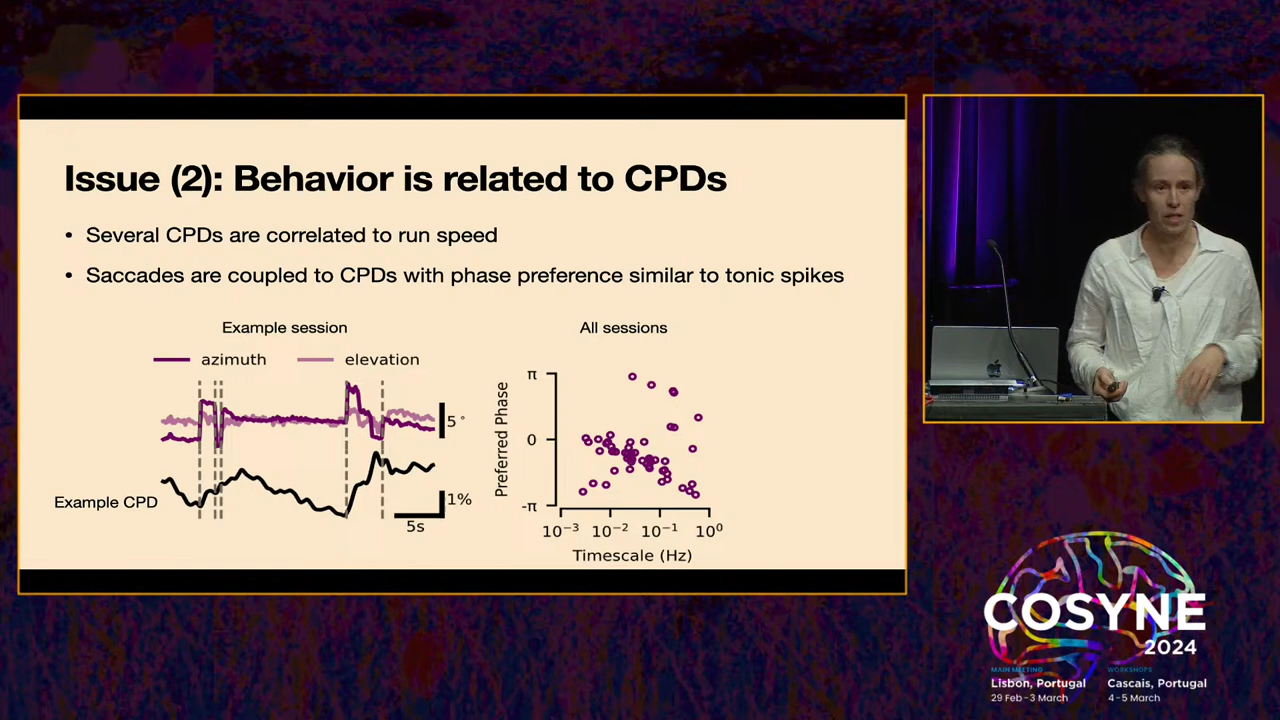 Issue (2): Behavior is related to CPDs
• Several CPDs are correlated to run speed
• Saccades are coupled to CPDs with phase preference similar to tonic spikes
Example session
azimuth elevation
5°
Example CPD
1%
5s
All sessions
Preferred Phase
π
0
-π
10⁻³ 10⁻² 10⁻¹ 10⁰
Timescale (Hz)
COSYNE
2024
MAIN MEETING
Lisbon, Portugal
29 Feb-3 March
WORKSHOPS
Cascais, Portugal
4-5 March